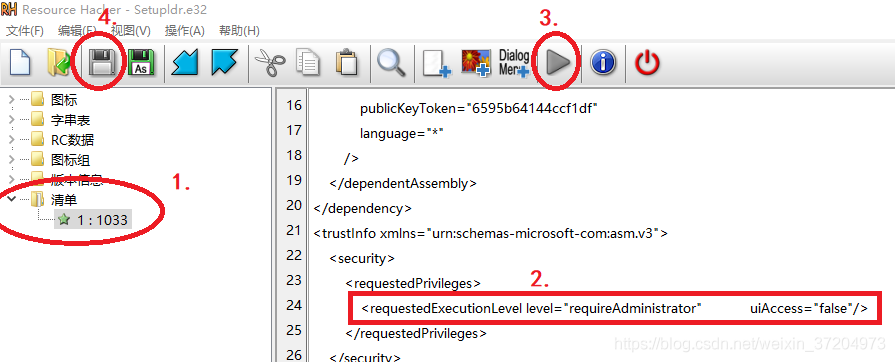 RH Resource Hacker - Setupldr.e32
文件(F) 编辑(E) 视图(V) 操作(A) 帮助(H)
4.
3.
As
Dialog
Menu
图标
字串表
RC数据
图标组
版本信息
清单
1 : 1033
1.
16 publicKeyToken="6595b64144ccf1df"
17 language="*"
18 />
19 </dependentAssembly>
20 </dependency>
21 <trustInfo xmlns="urn:schemas-microsoft-com:asm.v3">
22 <security>
2.
23 <requestedPrivileges>
24 <requestedExecutionLevel level="requireAdministrator" uiAccess="false"/>
25 </requestedPrivileges>
26 </security>
https://blog.csdn.net/weixin_37204973